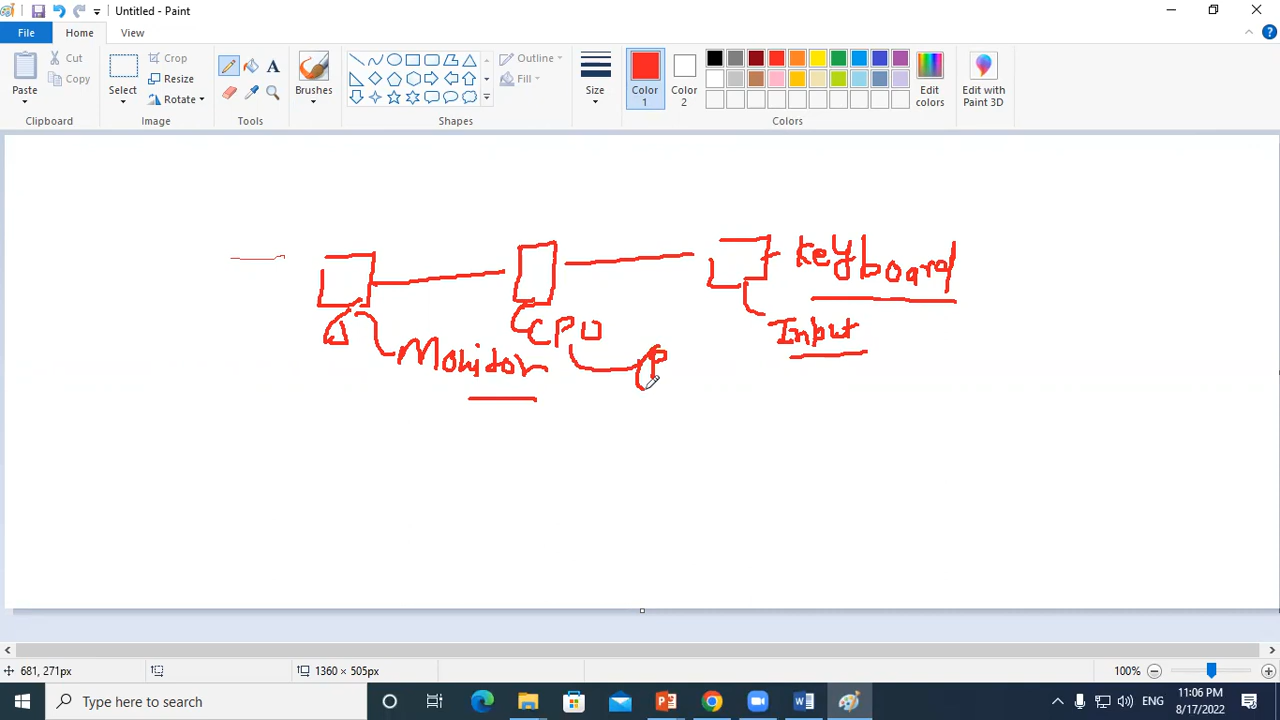 Untitled - Paint
File Home View
Paste
Cut
Copy
Clipboard
Select
Crop
Resize
Rotate
Image
A
Tools
Brushes
Outline
Fill
Shapes
Size
Color 1
Color 2
Edit colors
Colors
Edit with Paint 3D
Keyboard
Input
CPU
Monitor
P
681, 271px
1360 × 505px
100%
Type here to search
ENG
11:06 PM
8/17/2022